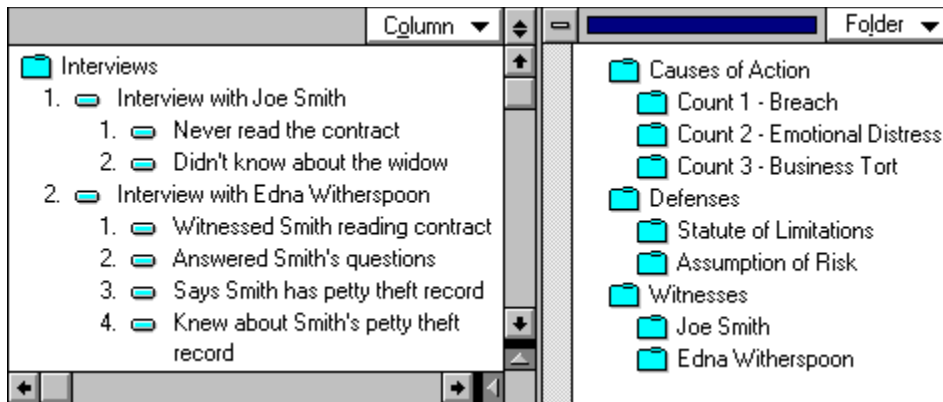 Column
Interviews
1. Interview with Joe Smith
1. Never read the contract
2. Didn't know about the widow
2. Interview with Edna Witherspoon
1. Witnessed Smith reading contract
2. Answered Smith's questions
3. Says Smith has petty theft record
4. Knew about Smith's petty theft
record
Folder
Causes of Action
Count 1 - Breach
Count 2 - Emotional Distress
Count 3 - Business Tort
Defenses
Statute of Limitations
Assumption of Risk
Witnesses
Joe Smith
Edna Witherspoon